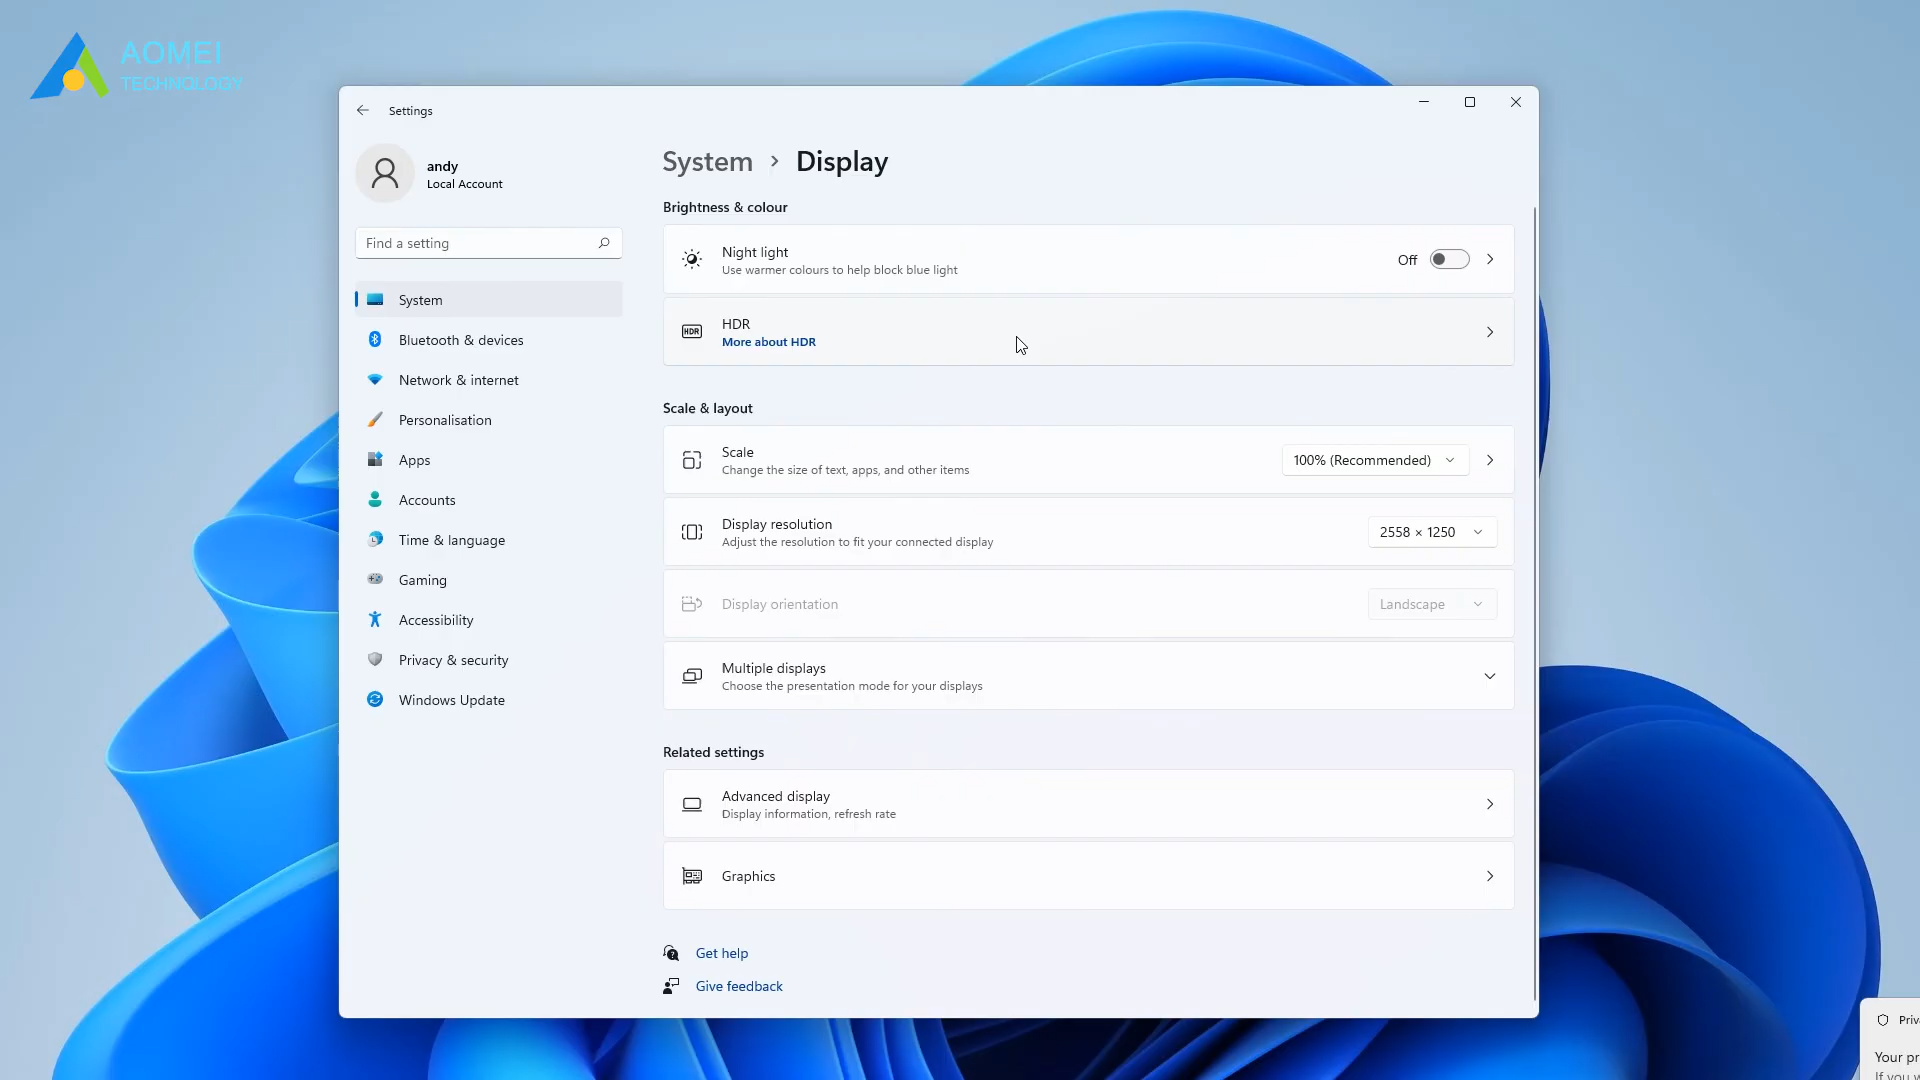 AOMEI
TECHNOLOGY
Settings
andy
Local Account
Find a setting
System
Bluetooth & devices
Network & internet
Personalisation
Apps
Accounts
Time & language
Gaming
Accessibility
Privacy & security
Windows Update
System > Display
Brightness & colour
Night light
Use warmer colours to help block blue light
Off
HDR
HDR
More about HDR
Scale & layout
Scale
Change the size of text, apps, and other items
100% (Recommended)
Display resolution
Adjust the resolution to fit your connected display
2558 × 1250
Display orientation
Landscape
Multiple displays
Choose the presentation mode for your displays
Related settings
Advanced display
Display information, refresh rate
Graphics
Get help
Give feedback
Priv
Your pr
If you w